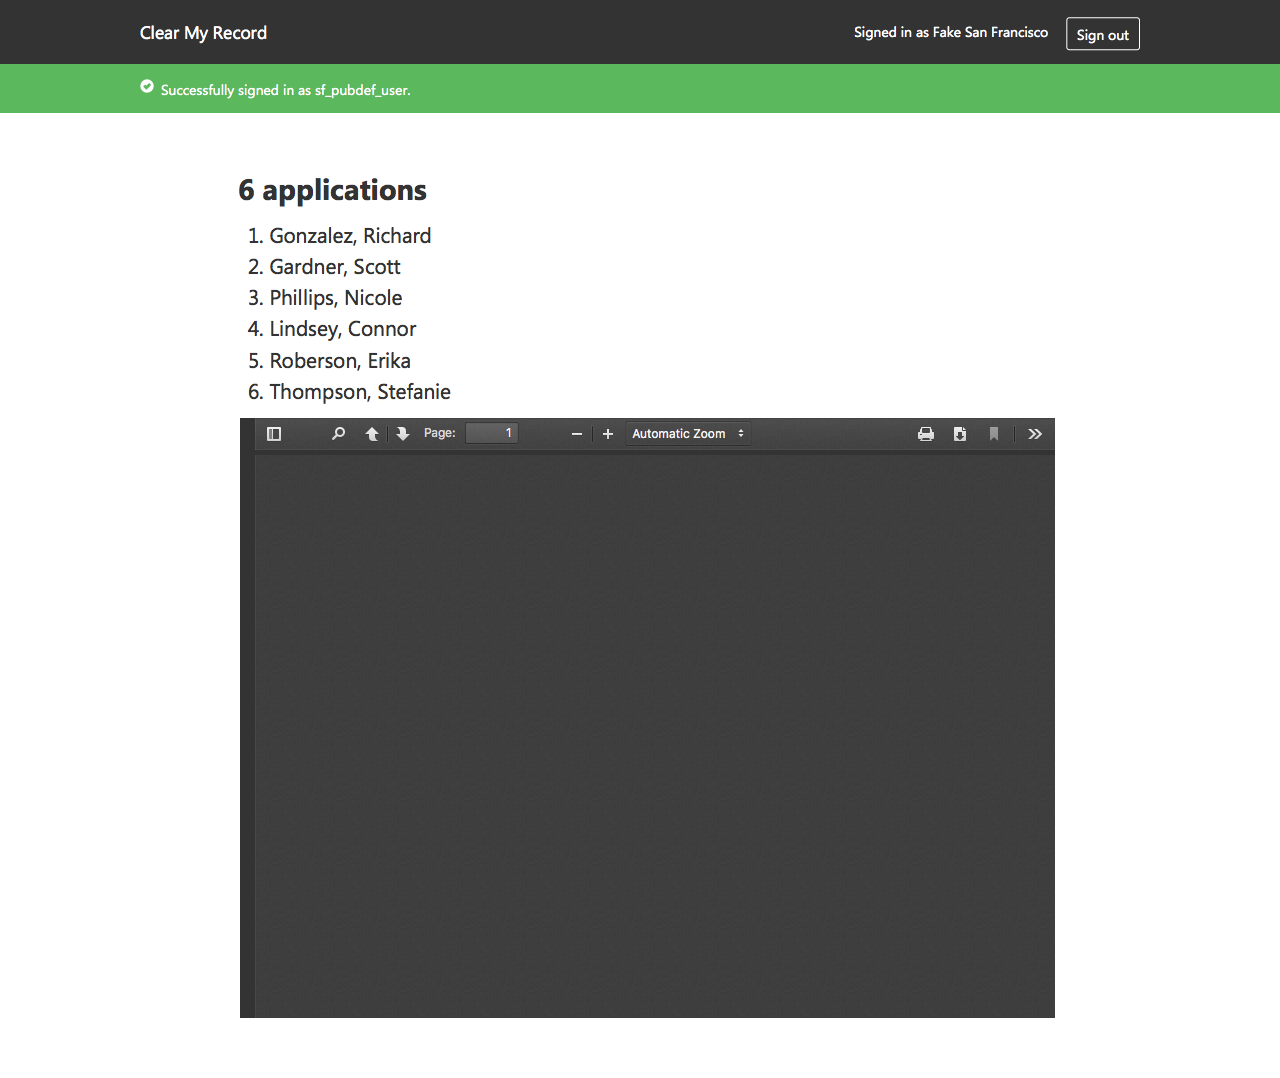 Clear My Record
Signed in as Fake San Francisco
Sign out
Successfully signed in as sf_pubdef_user.
6 applications
1. Gonzalez, Richard
2. Gardner, Scott
3. Phillips, Nicole
4. Lindsey, Connor
5. Roberson, Erika
6. Thompson, Stefanie
Page: 1
Automatic Zoom